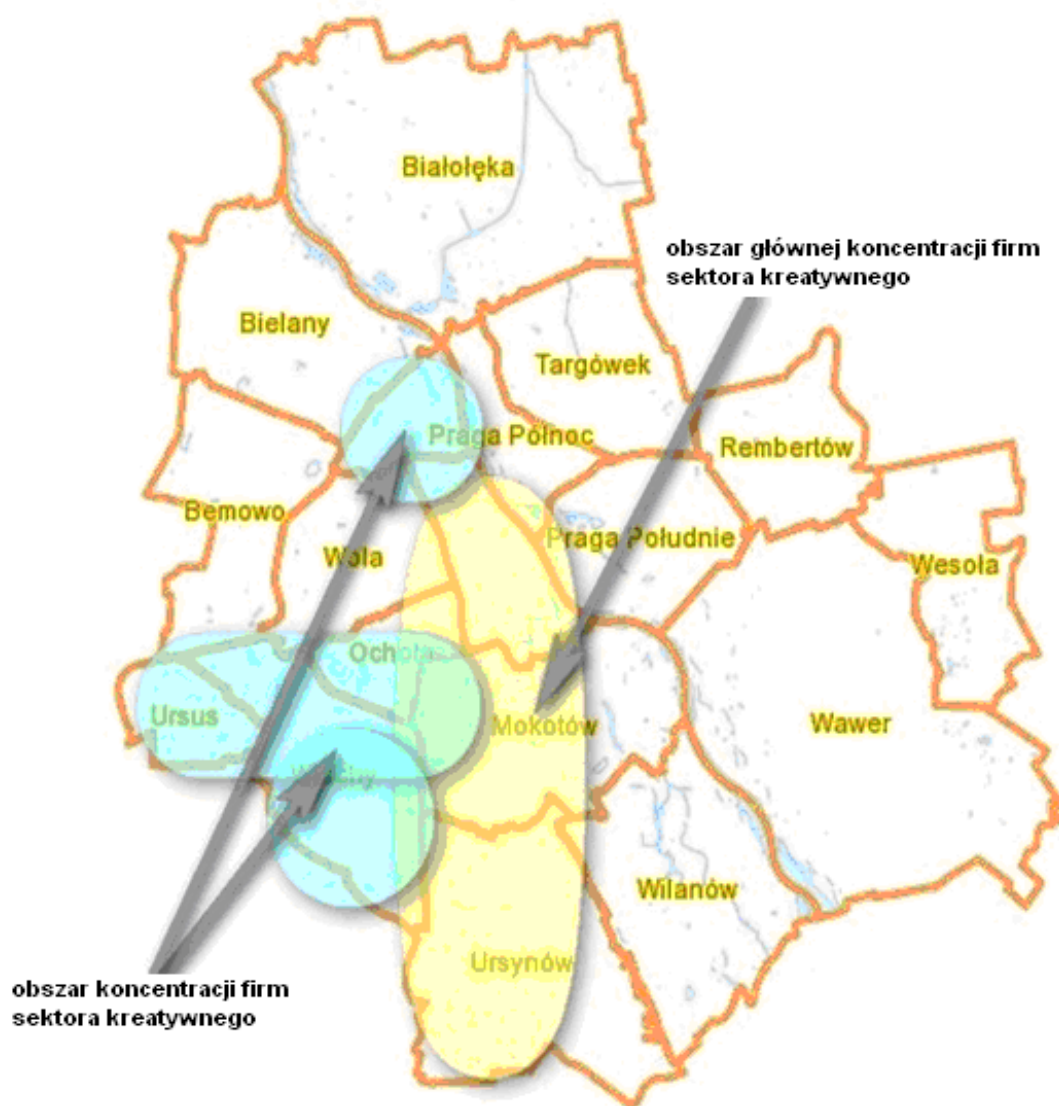 Białołęka
obszar głównej koncentracji firm
sektora kreatywnego
Bielany
Targówek
Praga Północ
Rembertów
Bemowo
Praga Południe
Wola
Wesoła
Ochota
Ursus
Mokotów
Wawer
Wilanów
Ursynów
obszar koncentracji firm
sektora kreatywnego